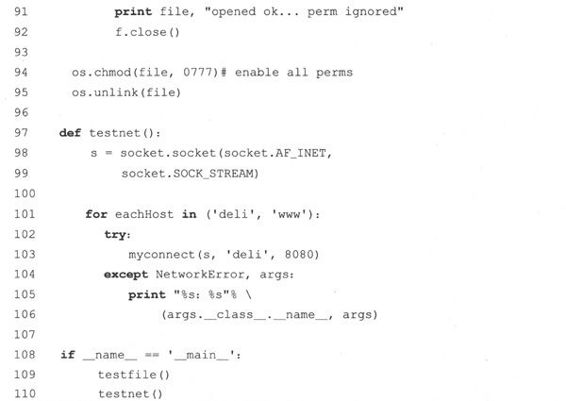 91 print file, "opened ok... perm ignored"
92 f.close()
93
94 os.chmod(file, 0777)# enable all perms
95 os.unlink(file)
96
97 def testnet():
98 s = socket.socket(socket.AF_INET,
99 socket.SOCK_STREAM)
100
101 for eachHost in ('deli', 'www'):
102 try:
103 myconnect(s, 'deli', 8080)
104 except NetworkError, args:
105 print "%s: %s"% \
106 (args.__class__.__name__, args)
107
108 if __name__ == '__main__':
109 testfile()
110 testnet()